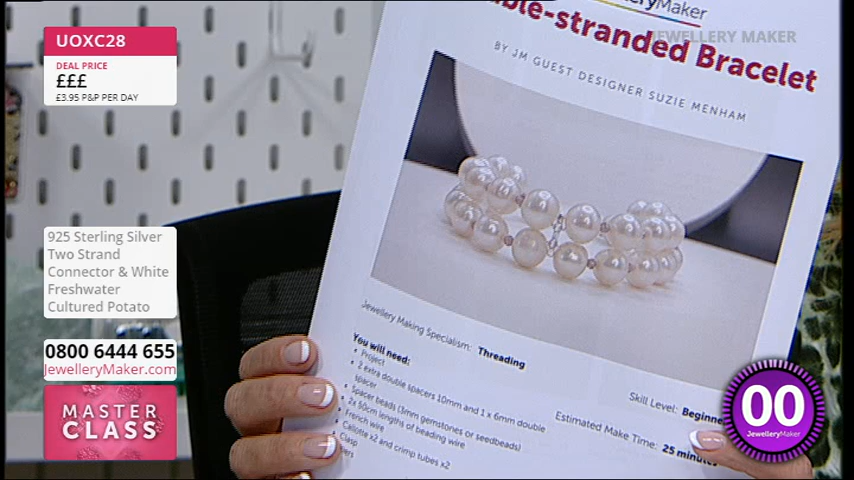 UOXC28
DEAL PRICE
£££
£3.95 P&P PER DAY
JEWELLERY MAKER
Maker
-stranded Bracelet
BY JM GUEST DESIGNER SUZIE MENHAM
925 Sterling Silver
Two Strand
Connector & White
Freshwater
Cultured Potato
0800 6444 655
JewelleryMaker.com
MASTER
CLASS
Jewellery Making Specialism: Threading
You will need:
• Project
• 2 extra double spacers 10mm and 1 x 6mm double
spacer
• Spacer beads (3mm gemstones or seedbeads)
• 2x 50cm lengths of beading wire
French wire
Callotte x2 and crimp tubes x2
Clasp
Skill Level: Beginne
Estimated Make Time: 25 minutes
00
JewelleryMaker